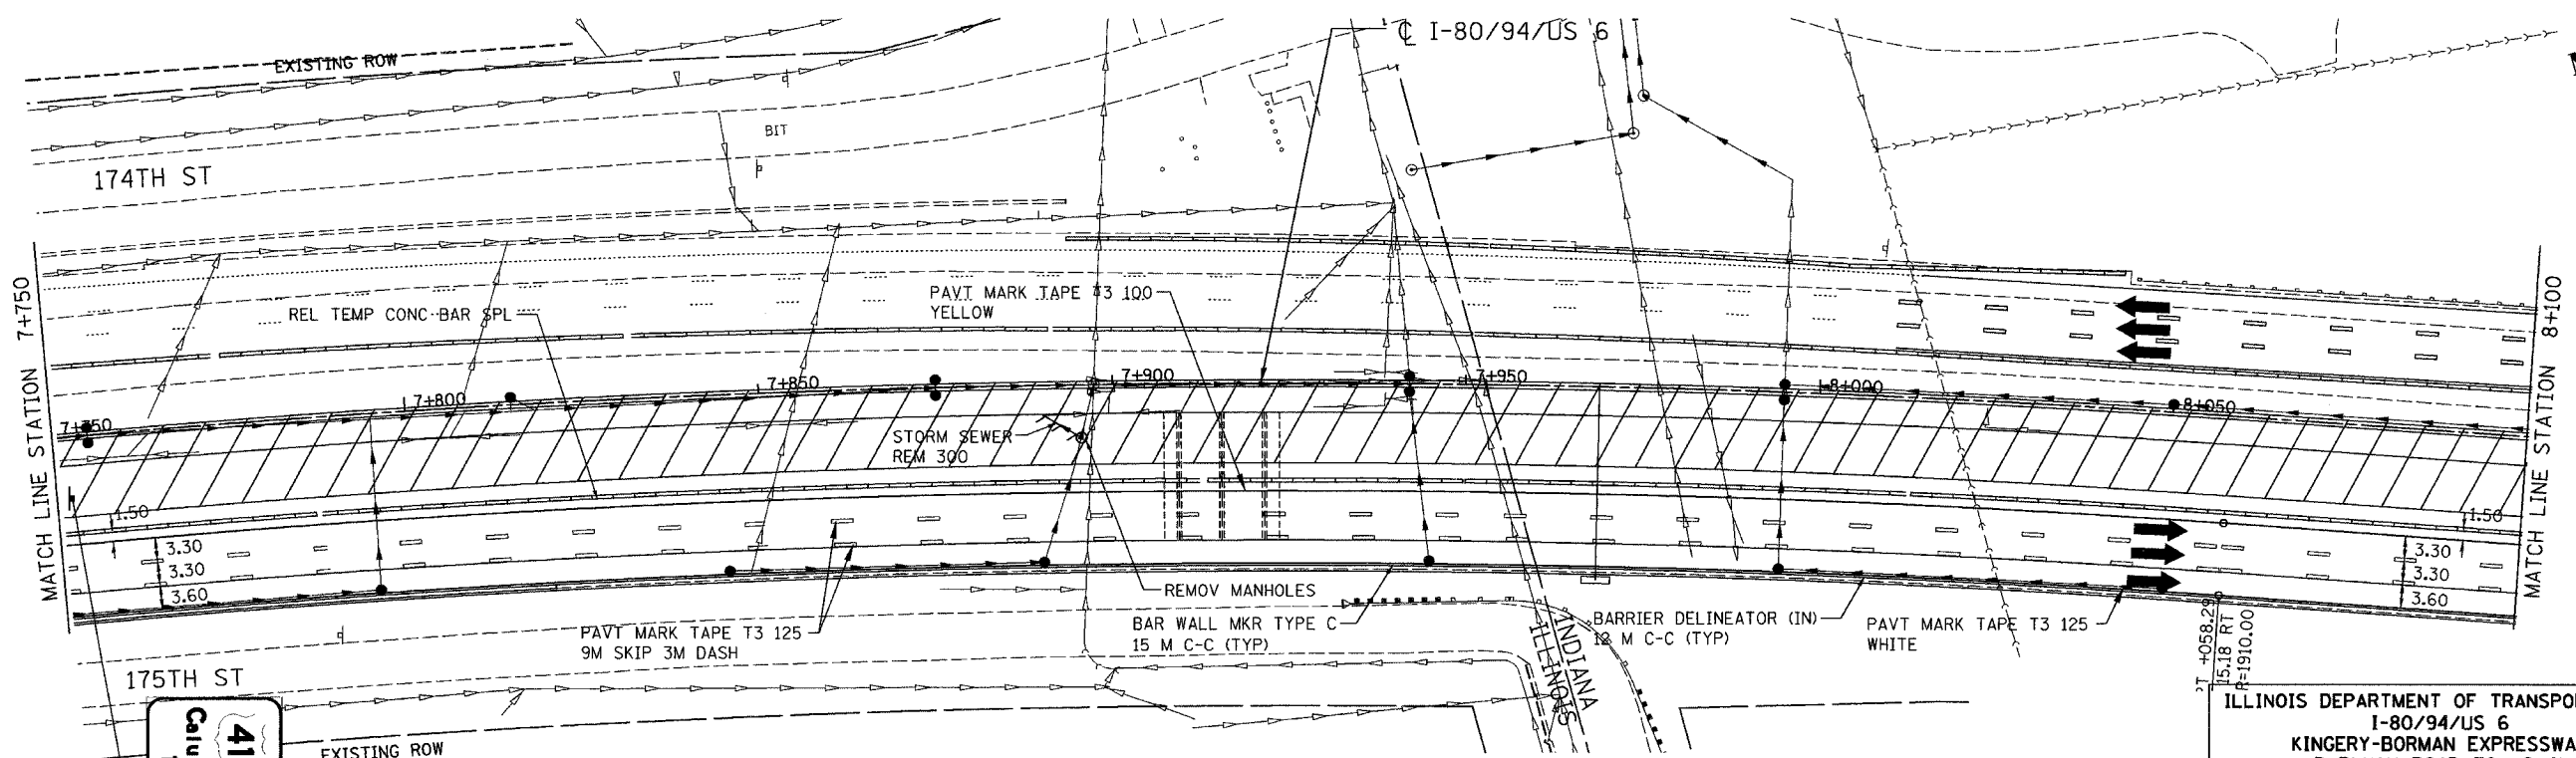 EXISTING ROW
℄ I-80/94/US 6
BIT
174TH ST
MATCH LINE STATION 7+750
MATCH LINE STATION 8+100
REL TEMP CONC BAR SPL
PAVT MARK TAPE T3 100
YELLOW
7+800
7+850
7+900
7+950
8+000
8+050
STORM SEWER
REM 300
1.50
3.30
3.30
3.60
1.50
3.30
3.30
3.60
REMOV MANHOLES
PAVT MARK TAPE T3 125
9M SKIP 3M DASH
BAR WALL MKR TYPE C
15 M C-C (TYP)
INDIANA
ILLINOIS
BARRIER DELINEATOR (IN)
12 M C-C (TYP)
PAVT MARK TAPE T3 125
WHITE
+058.29
15.18 RT
R=1910.00
175TH ST
41
Calu
EXISTING ROW
ILLINOIS DEPARTMENT OF TRANSPO
I-80/94/US 6
KINGERY-BORMAN EXPRESSWA